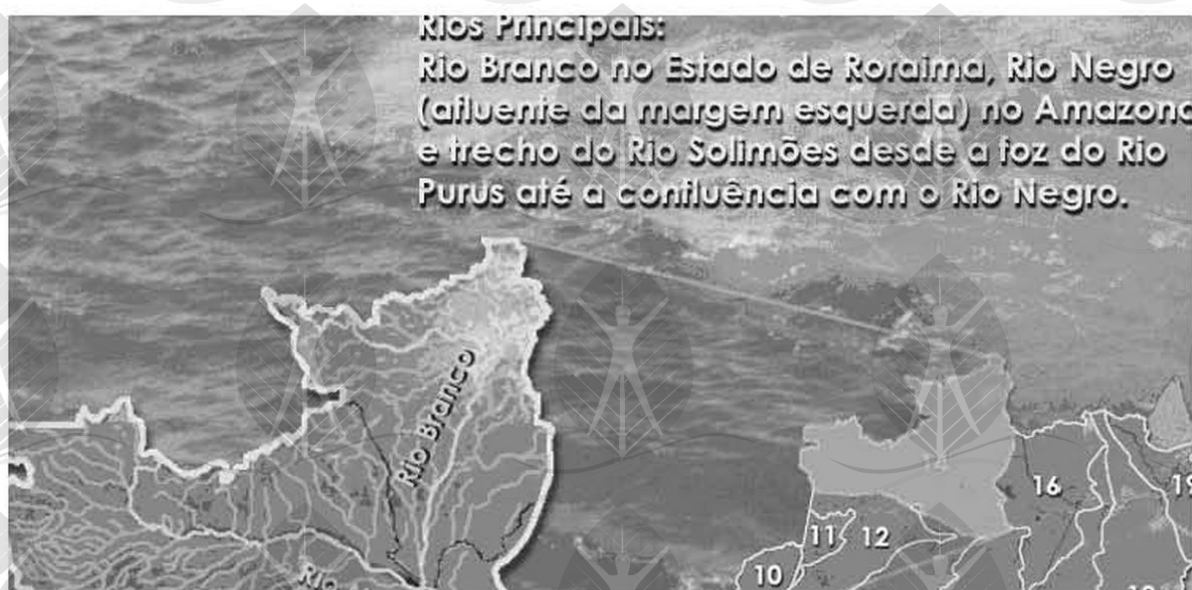 Rios Principais:
Rio Branco no Estado de Roraima, Rio Negro
(afluente da margem esquerda) no
e trecho do Rio Solimões desde a foz do Rio
Purus até a confluência com o Rio Negro.
Rio Branco
16
11
12
10
Rio